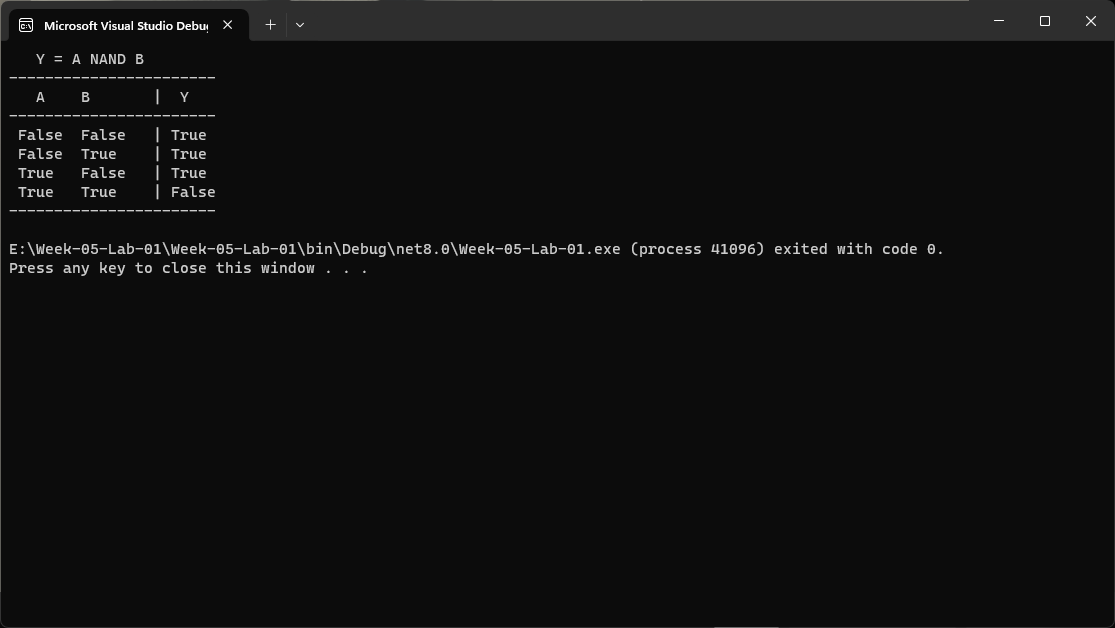 Microsoft Visual Studio Debug
Y = A NAND B
-----------------------
A    B       |  Y
-----------------------
False  False   | True
False  True    | True
True   False   | True
True   True    | False
-----------------------
E:\Week-05-Lab-01\Week-05-Lab-01\bin\Debug\net8.0\Week-05-Lab-01.exe (process 41096) exited with code 0.
Press any key to close this window . . .